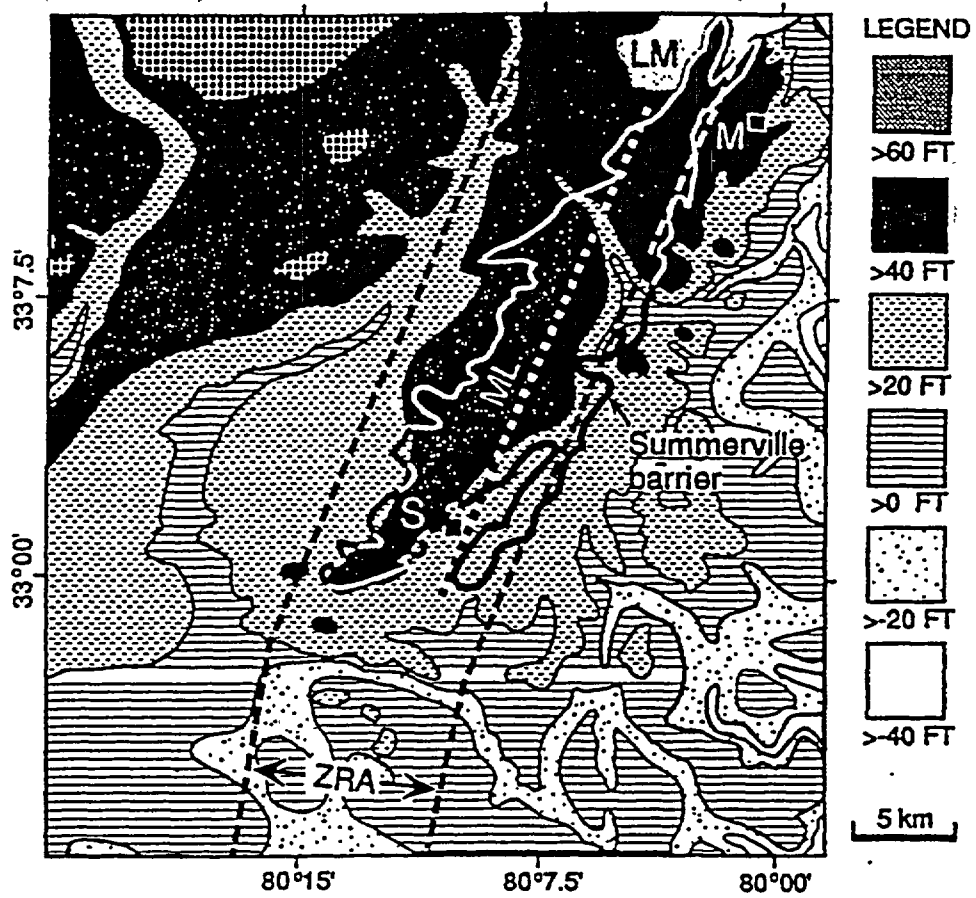 LEGEND
>60 FT
>40 FT
>20 FT
>0 FT
>-20 FT
>-40 FT
5 km
LM
M
ML
S
Summerville
barrier
ZRA
33°7.5'
33°00'
80°15'
80°7.5'
80°00'